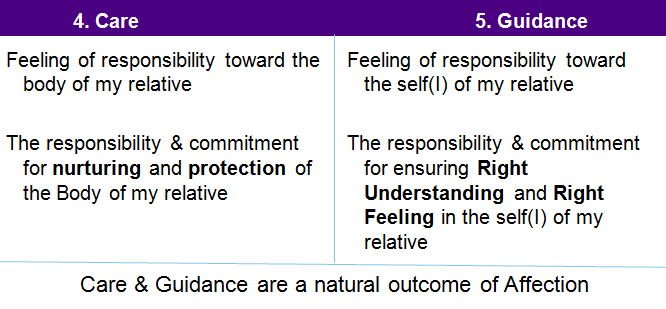 4. Care
5. Guidance
Feeling of responsibility toward the
body of my relative
The responsibility & commitment
for nurturing and protection of
the Body of my relative
Feeling of responsibility toward
the self(I) of my relative
The responsibility & commitment
for ensuring Right
Understanding and Right
Feeling in the self(I) of my
relative
Care & Guidance are a natural outcome of Affection